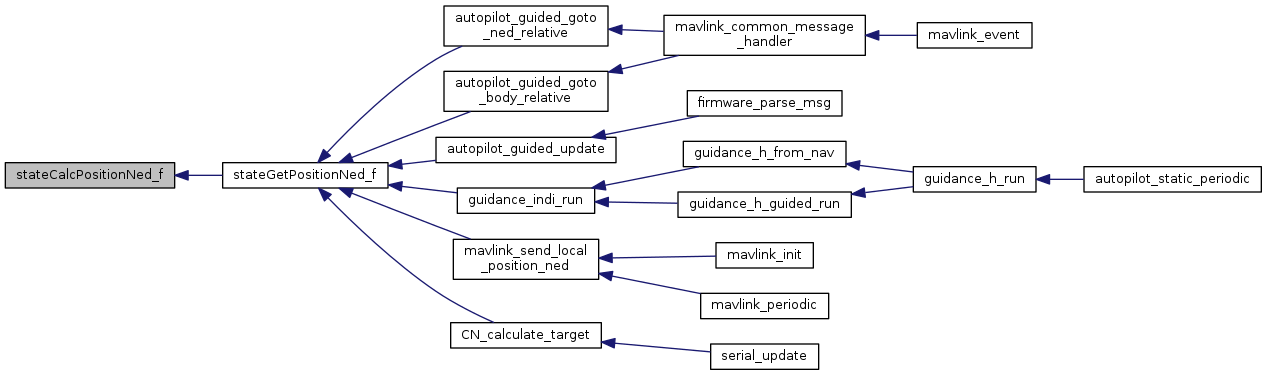 autopilot_guided_goto
_ned_relative
mavlink_common_message
_handler
mavlink_event
autopilot_guided_goto
_body_relative
firmware_parse_msg
autopilot_guided_update
guidance_h_from_nav
stateCalcPositionNed_f
stateGetPositionNed_f
guidance_h_run
autopilot_static_periodic
guidance_indi_run
guidance_h_guided_run
mavlink_send_local
_position_ned
mavlink_init
mavlink_periodic
CN_calculate_target
serial_update